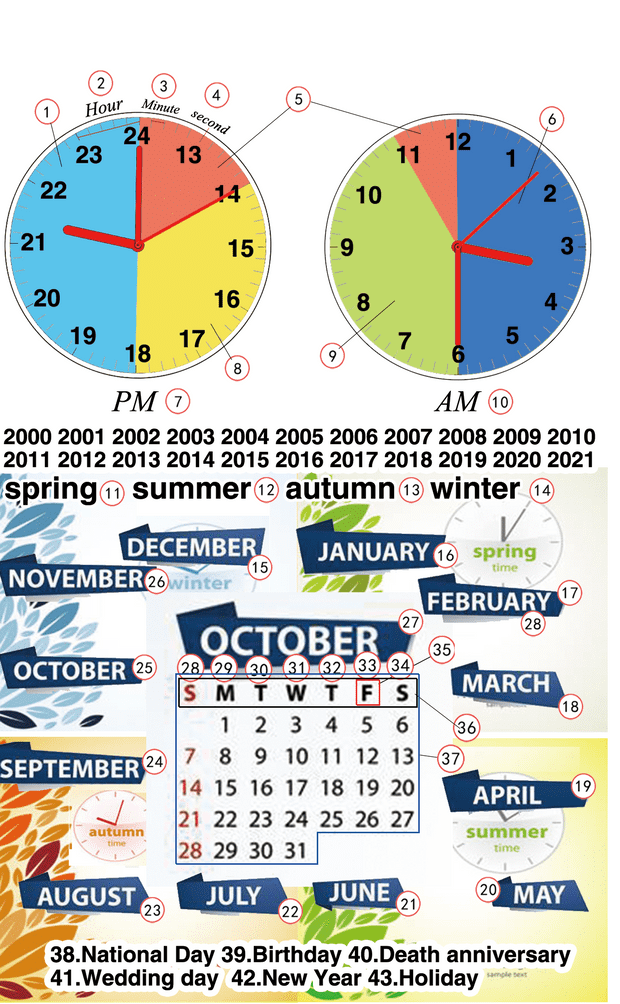 2 3 4
1 Hour Minute second 5 6
24 13 14 15 16 17 18 19 20 21 22 23
12 1 2 3 4 5 6 7 8 9 10 11
8 9
PM 7 AM 10
2000 2001 2002 2003 2004 2005 2006 2007 2008 2009 2010
2011 2012 2013 2014 2015 2016 2017 2018 2019 2020 2021
spring 11 summer 12 autumn 13 winter 14
DECEMBER 15
JANUARY 16
spring
time
NOVEMBER 26
winter
FEBRUARY 17
28
OCTOBER 27
OCTOBER 25
35
28 29 30 31 32 33 34
S M T W T F S
36
MARCH 18
1 2 3 4 5 6
37
7 8 9 10 11 12 13
14 15 16 17 18 19 20
21 22 23 24 25 26 27
28 29 30 31
SEPTEMBER 24
APRIL 19
autumn
time
summer
time
AUGUST 23
JULY 22
JUNE 21
20 MAY
38.National Day 39.Birthday 40.Death anniversary
41.Wedding day 42.New Year 43.Holiday
sample text